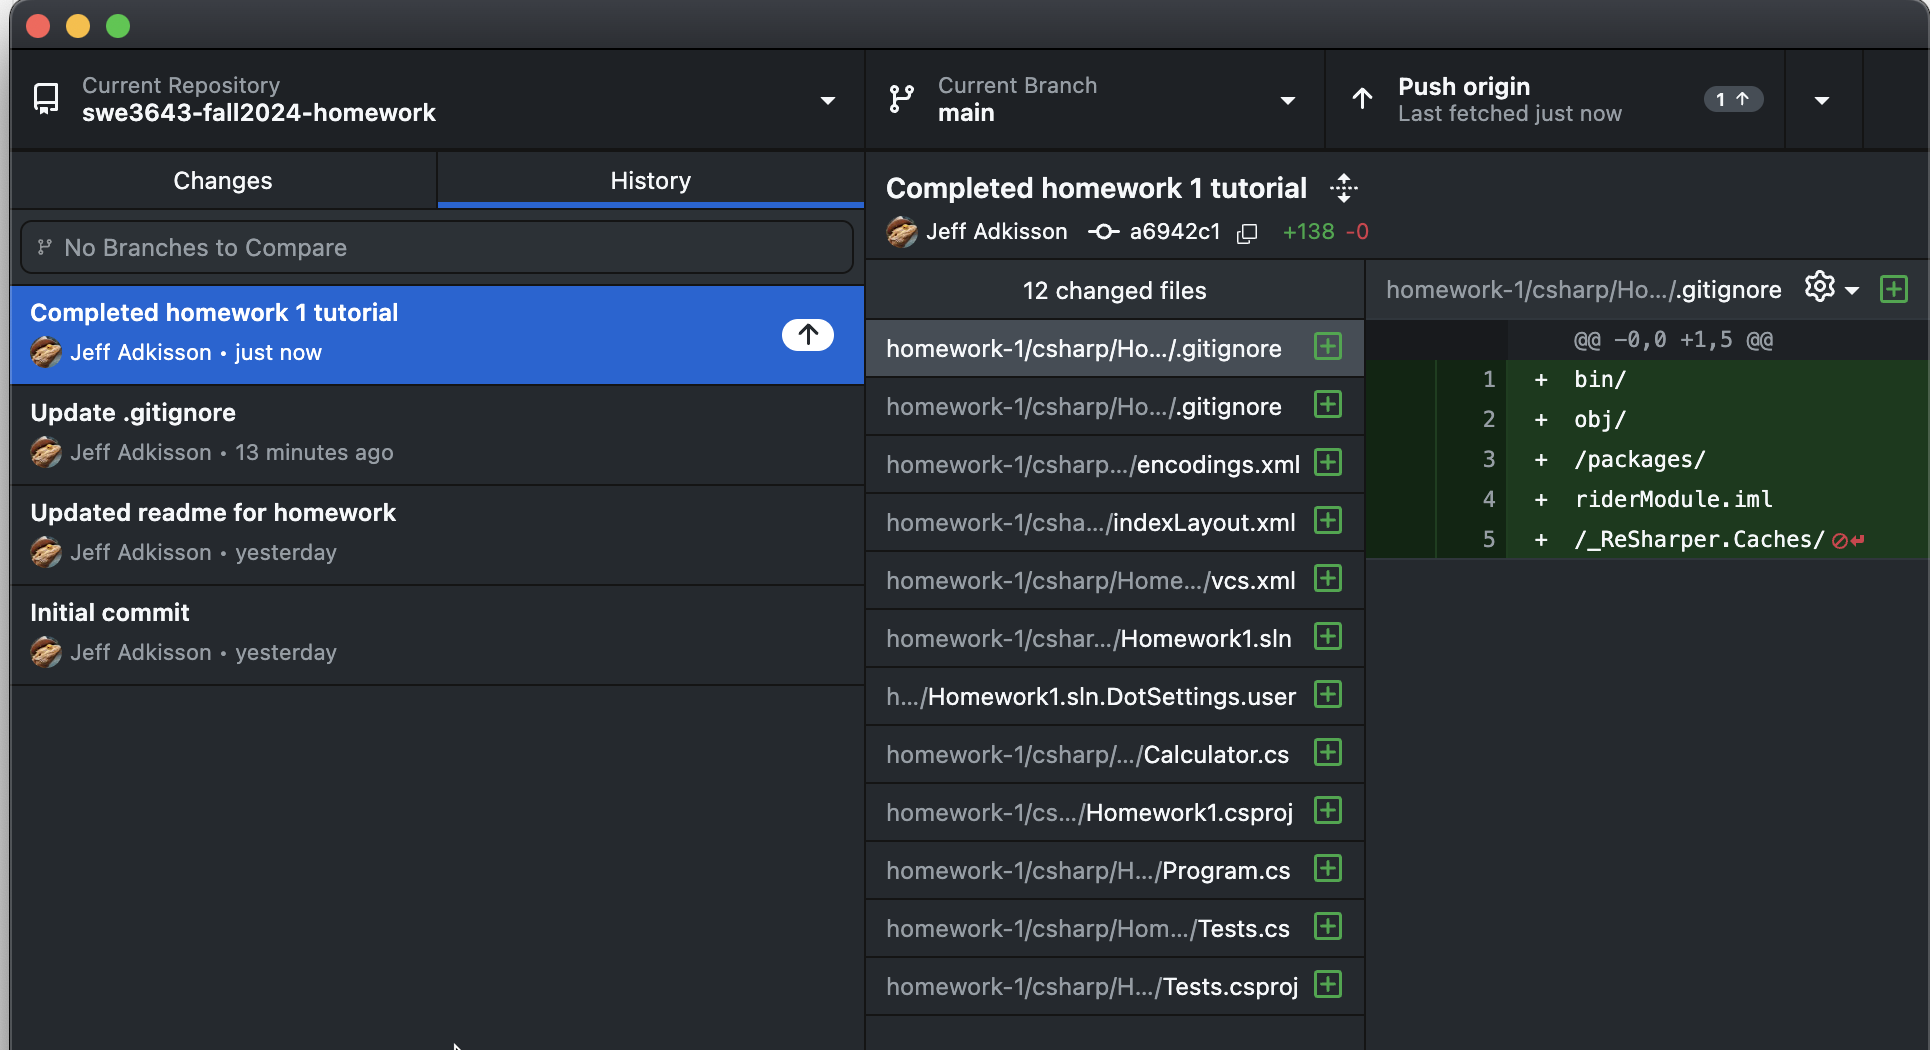 Current Repository
swe3643-fall2024-homework
Current Branch
main
Push origin
Last fetched just now
1
Changes
History
No Branches to Compare
Completed homework 1 tutorial
Jeff Adkisson • just now
Update .gitignore
Jeff Adkisson • 13 minutes ago
Updated readme for homework
Jeff Adkisson • yesterday
Initial commit
Jeff Adkisson • yesterday
Completed homework 1 tutorial
Jeff Adkisson a6942c1 +138 -0
12 changed files
homework-1/csharp/Ho…/.gitignore
homework-1/csharp/Ho…/.gitignore
homework-1/csharp…/encodings.xml
homework-1/csha…/indexLayout.xml
homework-1/csharp/Home…/vcs.xml
homework-1/cshar…/Homework1.sln
h…/Homework1.sln.DotSettings.user
homework-1/csharp/…/Calculator.cs
homework-1/cs…/Homework1.csproj
homework-1/csharp/H…/Program.cs
homework-1/csharp/Hom…/Tests.cs
homework-1/csharp/H…/Tests.csproj
homework-1/csharp/Ho…/.gitignore
@@ -0,0 +1,5 @@
1 + bin/
2 + obj/
3 + /packages/
4 + riderModule.iml
5 + /_ReSharper.Caches/